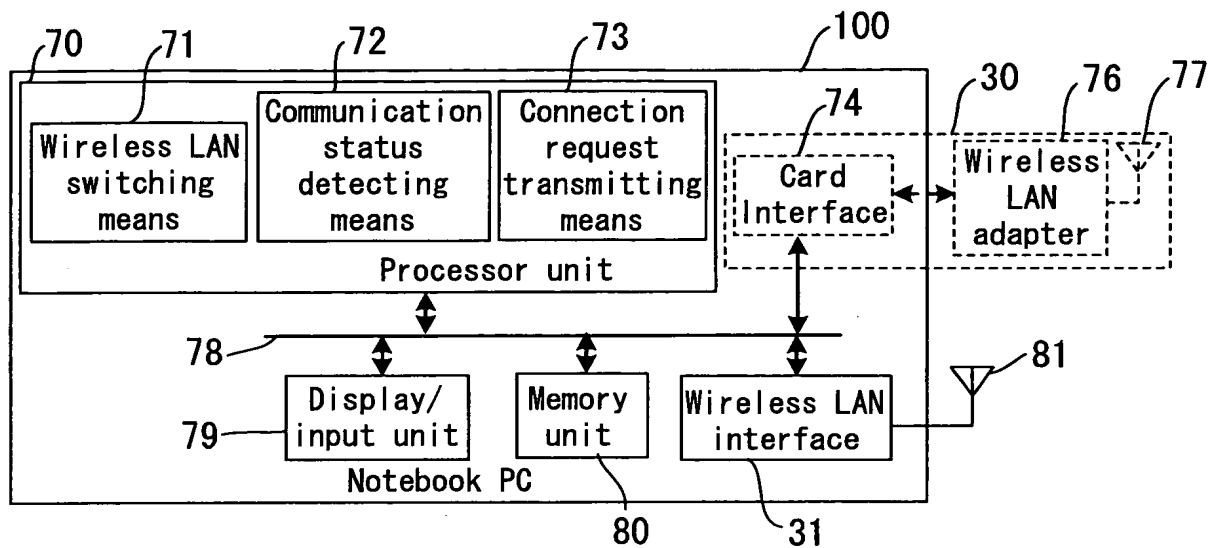 100
70
71
72
73
30
76
77
74
Wireless LAN
switching
means
Communication
status
detecting
means
Connection
request
transmitting
means
Card
Interface
Wireless
LAN
adapter
Processor unit
78
81
79
Display/
input unit
Memory
unit
Wireless LAN
interface
Notebook PC
80
31